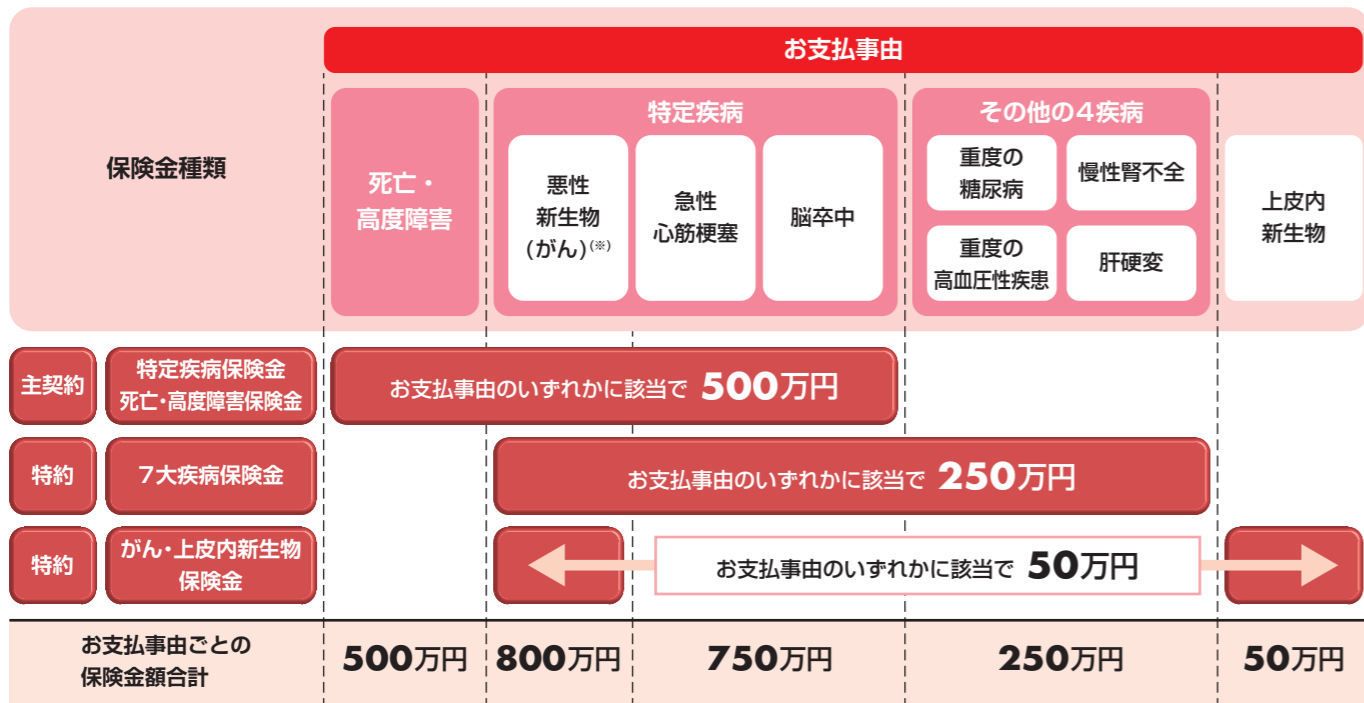 お支払事由
保険金種類
死亡・
高度障害
特定疾病
悪性
新生物
(がん)(※)
急性
心筋梗塞
脳卒中
その他の4疾病
重度の
糖尿病
慢性腎不全
重度の
高血圧性疾患
肝硬変
上皮内
新生物
主契約
特定疾病保険金
死亡・高度障害保険金
お支払事由のいずれかに該当で 500万円
特約
7大疾病保険金
お支払事由のいずれかに該当で 250万円
特約
がん・上皮内新生物
保険金
お支払事由のいずれかに該当で 50万円
お支払事由ごとの
保険金額合計
500万円 800万円 750万円 250万円 50万円